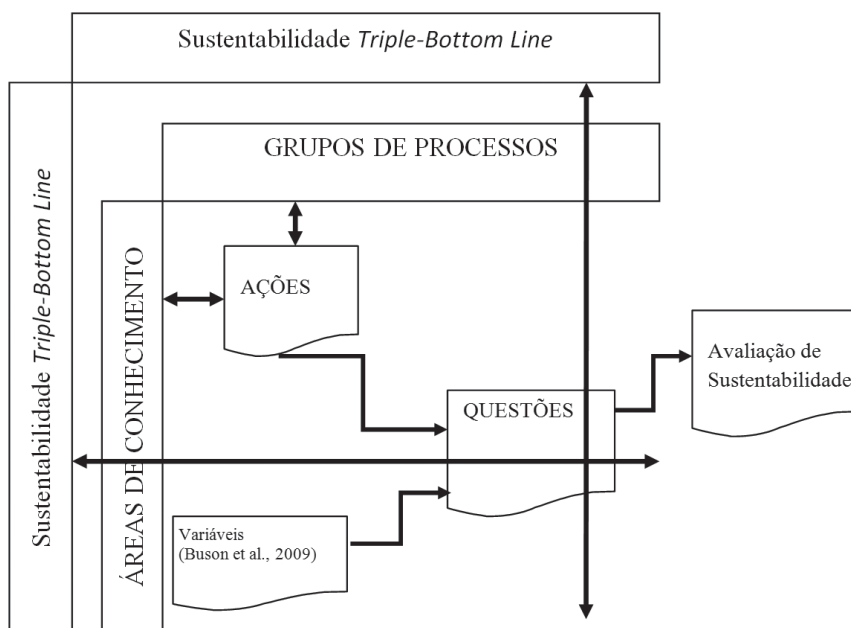 Sustentabilidade Triple-Bottom Line
Sustentabilidade Triple-Bottom Line
GRUPOS DE PROCESSOS
ÁREAS DE CONHECIMENTO
AÇÕES
QUESTÕES
Avaliação de
Sustentabilidade
Variáveis
(Buson et al., 2009)